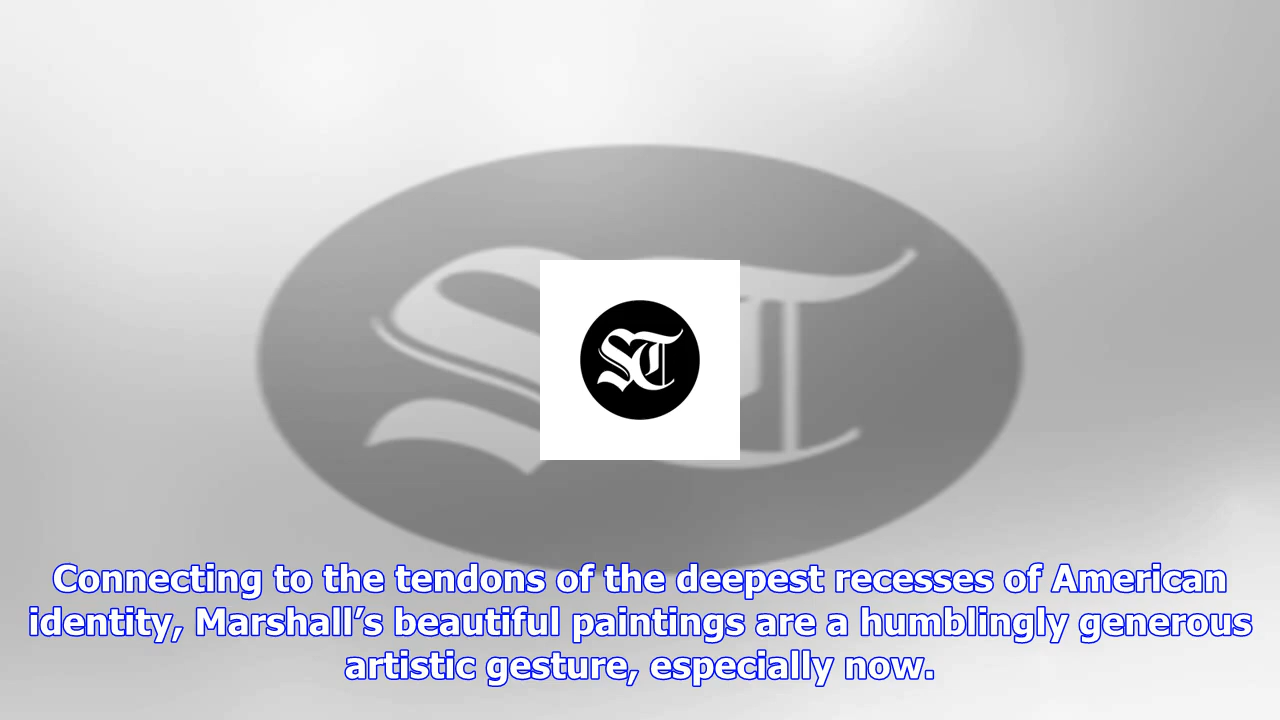 ST
ST
Connecting to the tendons of the deepest recesses of American
identity, Marshall’s beautiful paintings are a humblingly generous
artistic gesture, especially now.